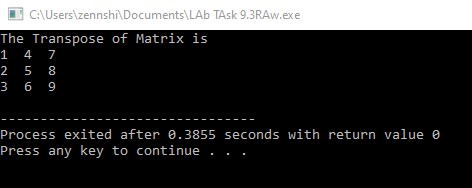 C:\Users\zennshi\Documents\LAb TAsk 9.3RAw.exe
The Transpose of Matrix is
1  4  7
2  5  8
3  6  9
--------------------------------
Process exited after 0.3855 seconds with return value 0
Press any key to continue . . .